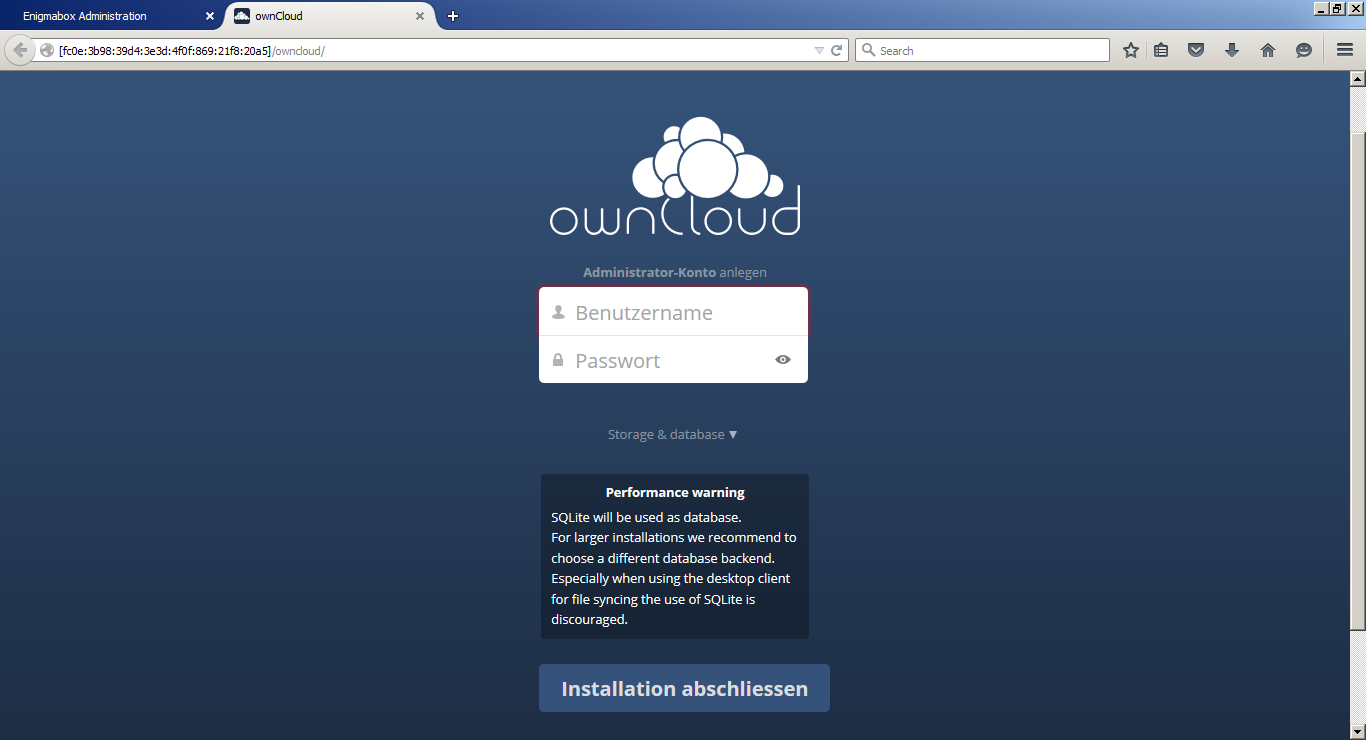 Enigmabox Administration
ownCloud
[fc0e:3b98:39d4:3e3d:4f0f:869:21f8:20a5]/owncloud/
Search
ownCloud
Administrator-Konto anlegen
Benutzername
Passwort
Storage & database ▼
Performance warning
SQLite will be used as database.
For larger installations we recommend to
choose a different database backend.
Especially when using the desktop client
for file syncing the use of SQLite is
discouraged.
Installation abschliessen